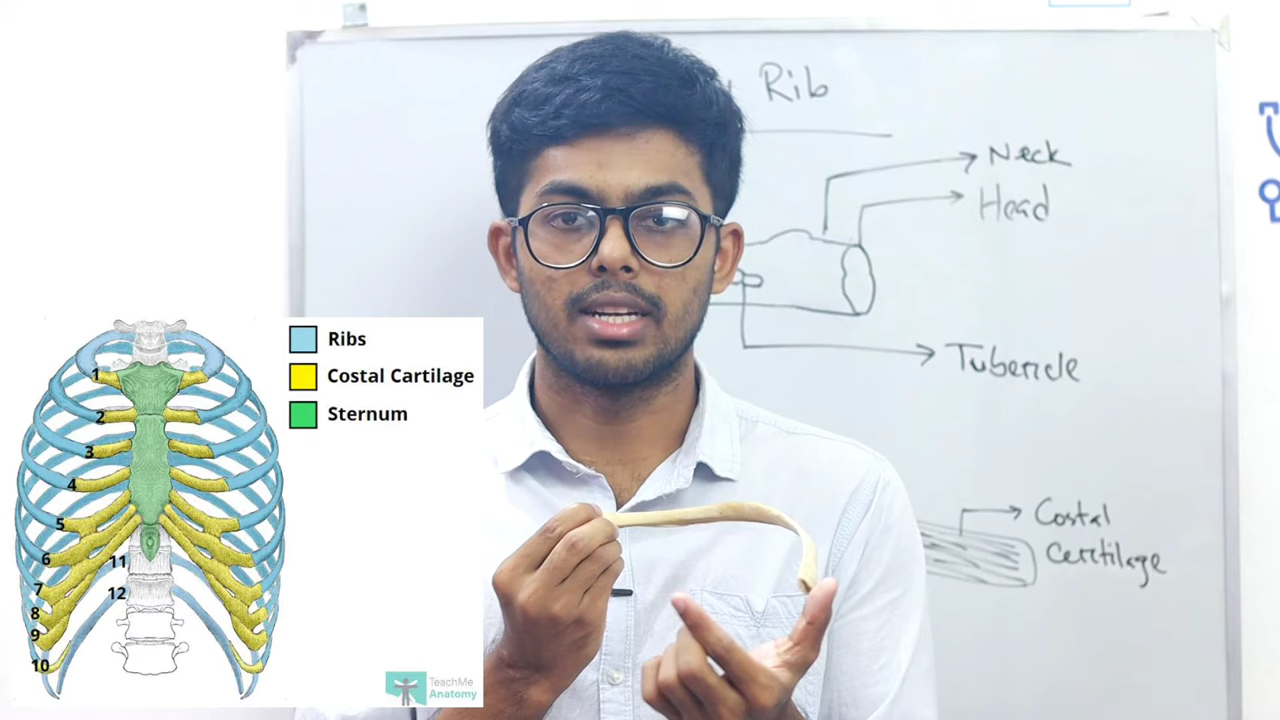 Rib
Neck
Head
Tubercle
Costal
Cartilage
Ribs
Costal Cartilage
Sternum
1
2
3
4
5
6
7
8
9
10
11
12
TeachMe
Anatomy